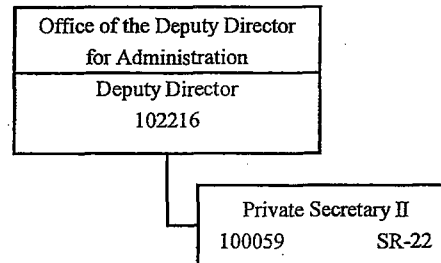 Office of the Deputy Director
for Administration
Deputy Director
102216
Private Secretary II
100059 SR-22